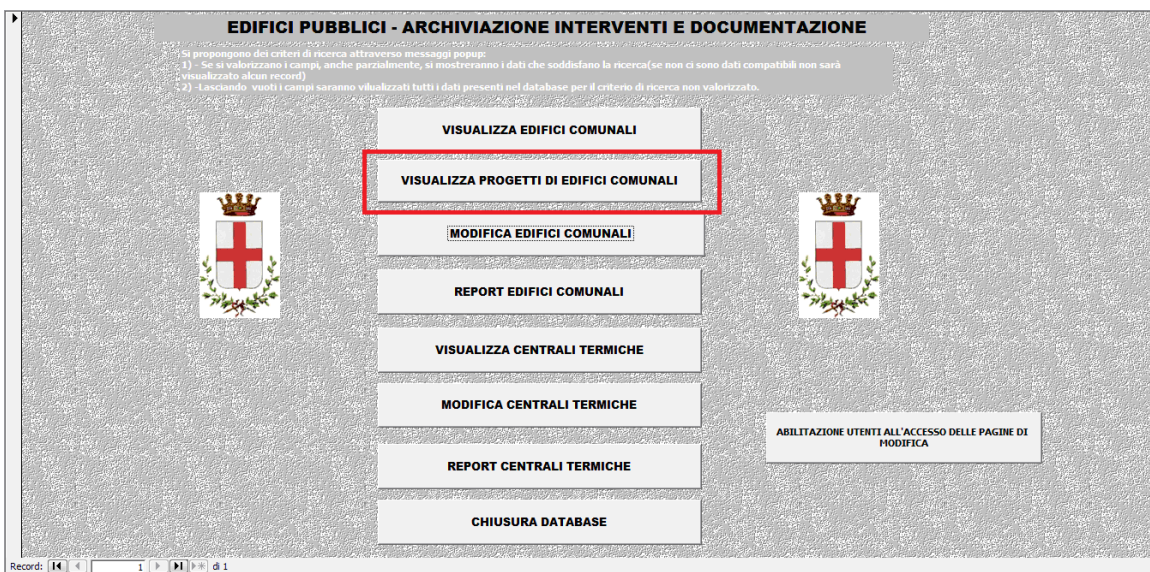 EDIFICI PUBBLICI - ARCHIVIAZIONE INTERVENTI E DOCUMENTAZIONE
Si propongono dei criteri di ricerca attraverso messaggi popup:
1) - Se si valorizzano i campi, anche parzialmente, si mostreranno i dati che soddisfano la ricerca(se non ci sono dati compatibili non sarà
visualizzato alcun record)
2) -Lasciando vuoti i campi saranno vilualizzati tutti i dati presenti nel database per il criterio di ricerca non valorizzato.
VISUALIZZA EDIFICI COMUNALI
VISUALIZZA PROGETTI DI EDIFICI COMUNALI
MODIFICA EDIFICI COMUNALI
REPORT EDIFICI COMUNALI
VISUALIZZA CENTRALI TERMICHE
MODIFICA CENTRALI TERMICHE
ABILITAZIONE UTENTI ALL'ACCESSO DELLE PAGINE DI
MODIFICA
REPORT CENTRALI TERMICHE
CHIUSURA DATABASE
Record: 1 di 1